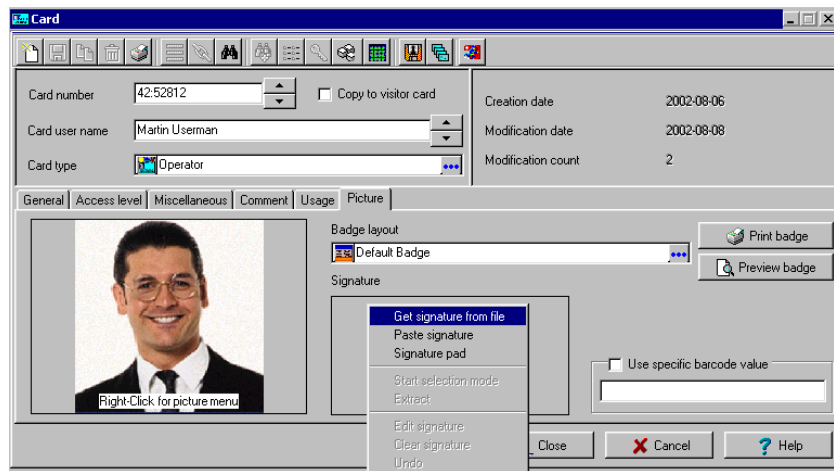 Card
Card number
42:52812
Copy to visitor card
Card user name
Martin Userman
Card type
Operator
Creation date
2002-08-06
Modification date
2002-08-08
Modification count
2
General
Access level
Miscellaneous
Comment
Usage
Picture
Right-Click for picture menu
Badge layout
Default Badge
Signature
Print badge
Preview badge
Get signature from file
Paste signature
Signature pad
Start selection mode
Extract
Edit signature
Clear signature
Undo
Use specific barcode value
Close
Cancel
Help